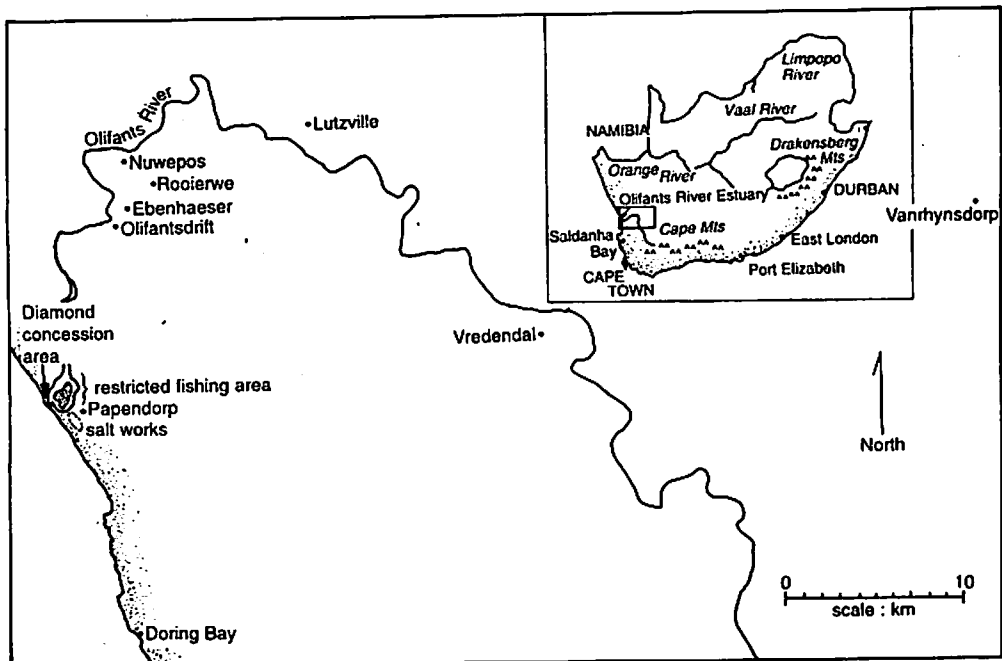 Olifants River
Lutzville
Nuwepos
Rooierwe
Ebenhaeser
Olifantsdrift
Diamond
concession
area
restricted fishing area
Papendorp
salt works
Doring Bay
Vredendal
Limpopo
River
Vaal River
NAMIBIA
Drakensberg
Mts
Orange River
Olifants River Estuary
DURBAN
Cape Mts
Saldanha
Bay
East London
CAPE
TOWN
Port Elizabeth
Vanrhynsdorp
North
0 10
scale : km